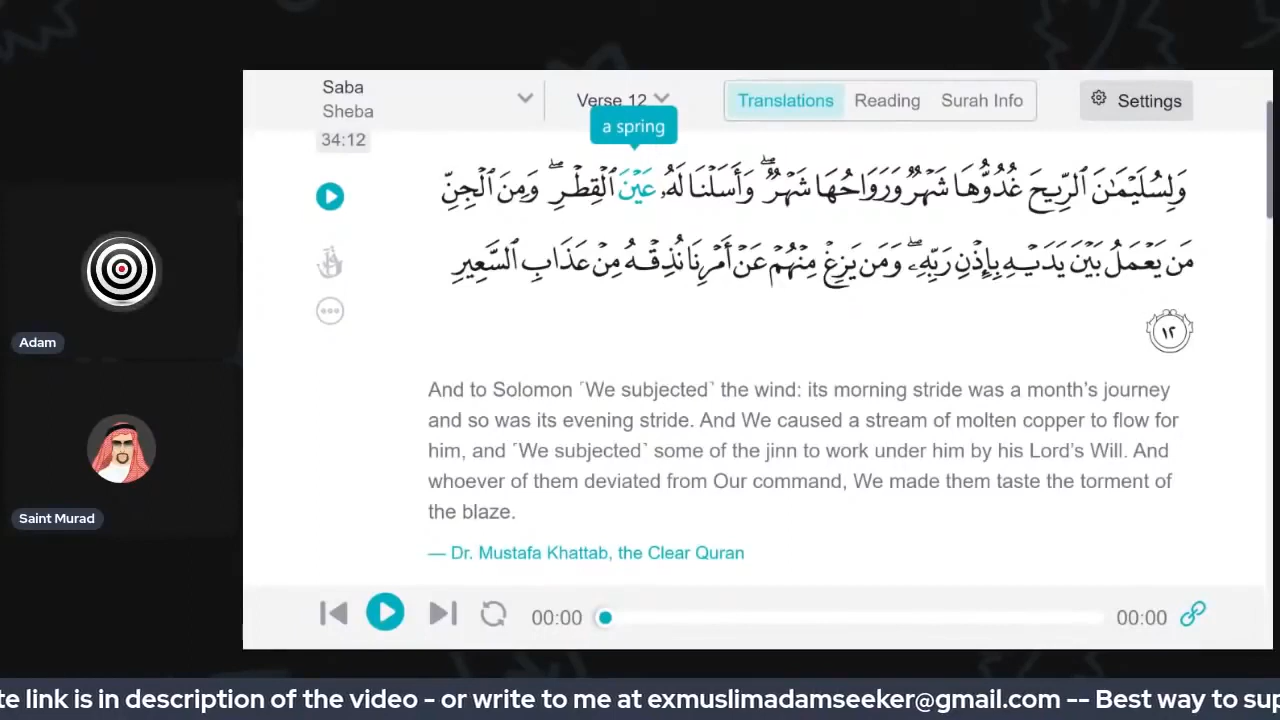 Saba
Sheba
Verse 12
Translations
Reading
Surah Info
Settings
34:12
a spring
وَلِسُلَيْمَـٰنَ ٱلرِّيحَ غُدُوُّهَا شَهْرٌۭ وَرَوَاحُهَا شَهْرٌۭ ۖ وَأَسَلْنَا لَهُۥ عَيْنَ ٱلْقِطْرِ ۖ وَمِنَ ٱلْجِنِّ
مَن يَعْمَلُ بَيْنَ يَدَيْهِ بِإِذْنِ رَبِّهِۦ ۖ وَمَن يَزِغْ مِنْهُمْ عَنْ أَمْرِنَا نُذِقْهُ مِنْ عَذَابِ ٱلسَّعِيرِ
١٢
And to Solomon ˹We subjected˺ the wind: its morning stride was a month’s journey
and so was its evening stride. And We caused a stream of molten copper to flow for
him, and ˹We subjected˺ some of the jinn to work under him by his Lord’s Will. And
whoever of them deviated from Our command, We made them taste the torment of
the blaze.
— Dr. Mustafa Khattab, the Clear Quran
00:00
00:00
Adam
Saint Murad
te link is in description of the video - or write to me at exmuslimadamseeker@gmail.com -- Best way to sup